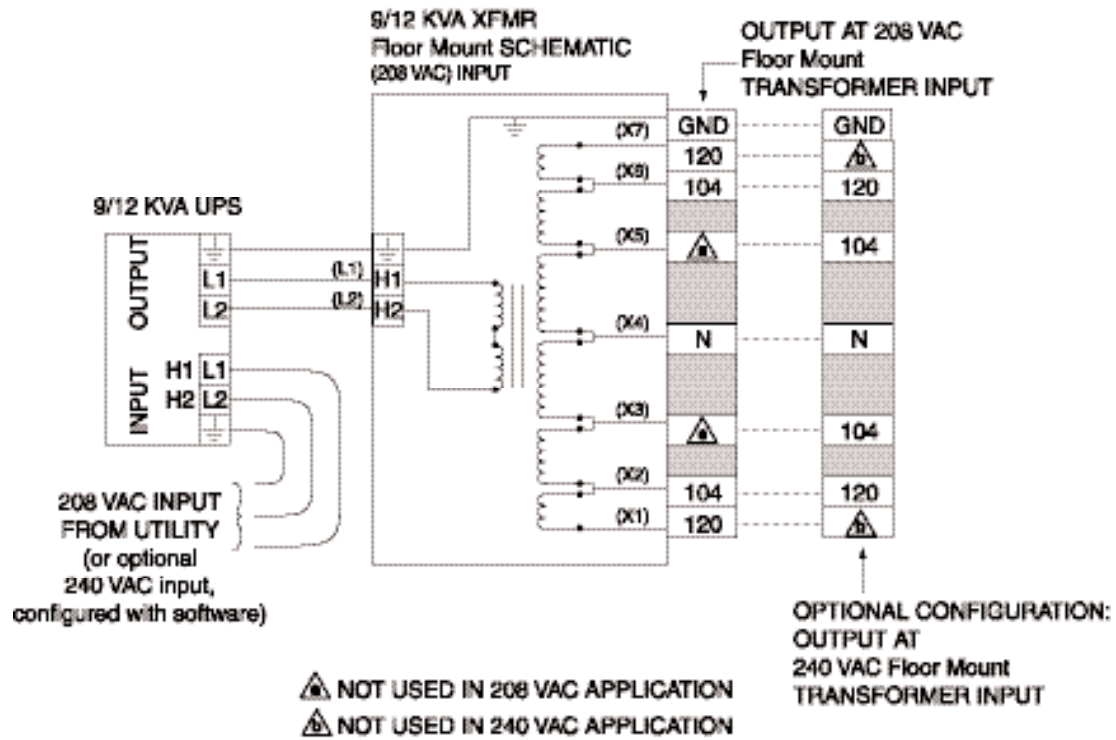 9/12 KVA XFMR
Floor Mount SCHEMATIC
(208 VAC) INPUT
OUTPUT AT 208 VAC
Floor Mount
TRANSFORMER INPUT
9/12 KVA UPS
OUTPUT
L1
L2
INPUT
H1 L1
H2 L2
(L1)
(L2)
H1
H2
(X7)
(X6)
(X5)
(X4)
(X3)
(X2)
(X1)
GND
120
104
a
N
a
104
120
GND
b
120
104
N
104
120
b
208 VAC INPUT
FROM UTILITY
(or optional
240 VAC input,
configured with software)
OPTIONAL CONFIGURATION:
OUTPUT AT
240 VAC Floor Mount
TRANSFORMER INPUT
a NOT USED IN 208 VAC APPLICATION
b NOT USED IN 240 VAC APPLICATION